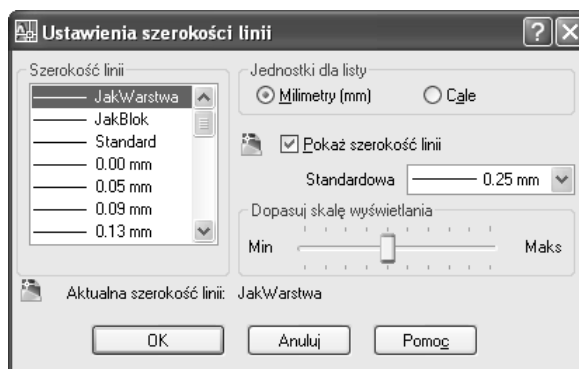 Ustawienia szerokości linii
Szerokość linii
JakWarstwa
JakBlok
Standard
0.00 mm
0.05 mm
0.09 mm
0.13 mm
Jednostki dla listy
Milimetry (mm)
Cale
Pokaż szerokość linii
Standardowa
0.25 mm
Dopasuj skalę wyświetlania
Min
Maks
Aktualna szerokość linii: JakWarstwa
OK
Anuluj
Pomoc